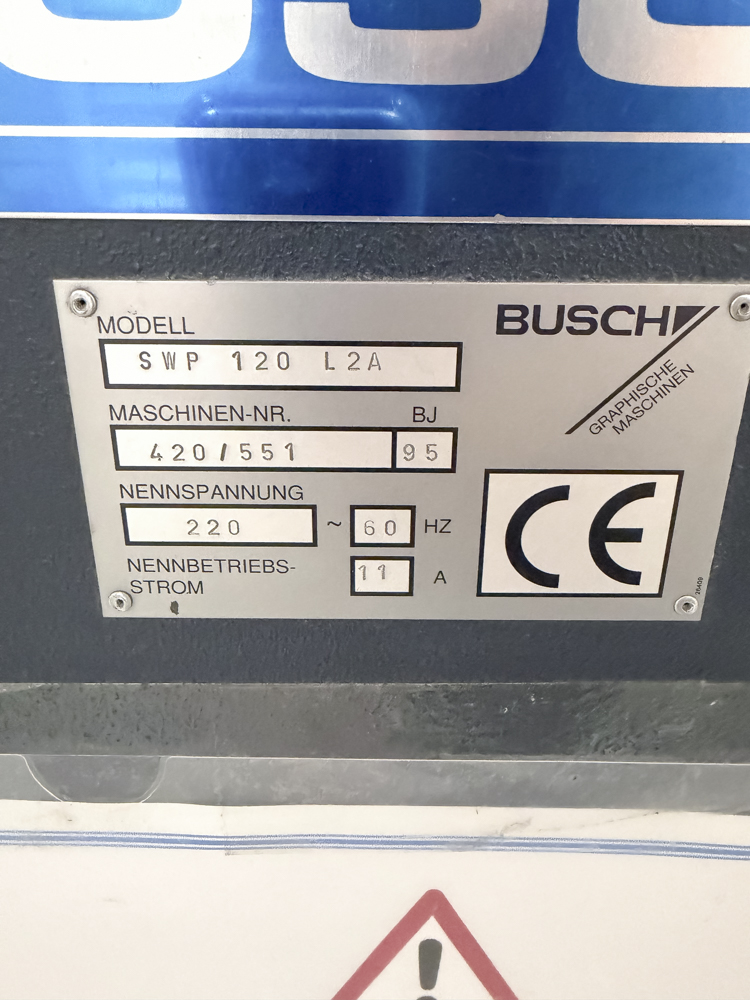 BUSCH
GRAPHISCHE
MASCHINEN
MODELL
SWP 120 L2A
MASCHINEN-NR. BJ
420/551 95
NENNSPANNUNG
220 ~ 60 HZ
NENNBETRIEBS-
STROM 11 A
CE